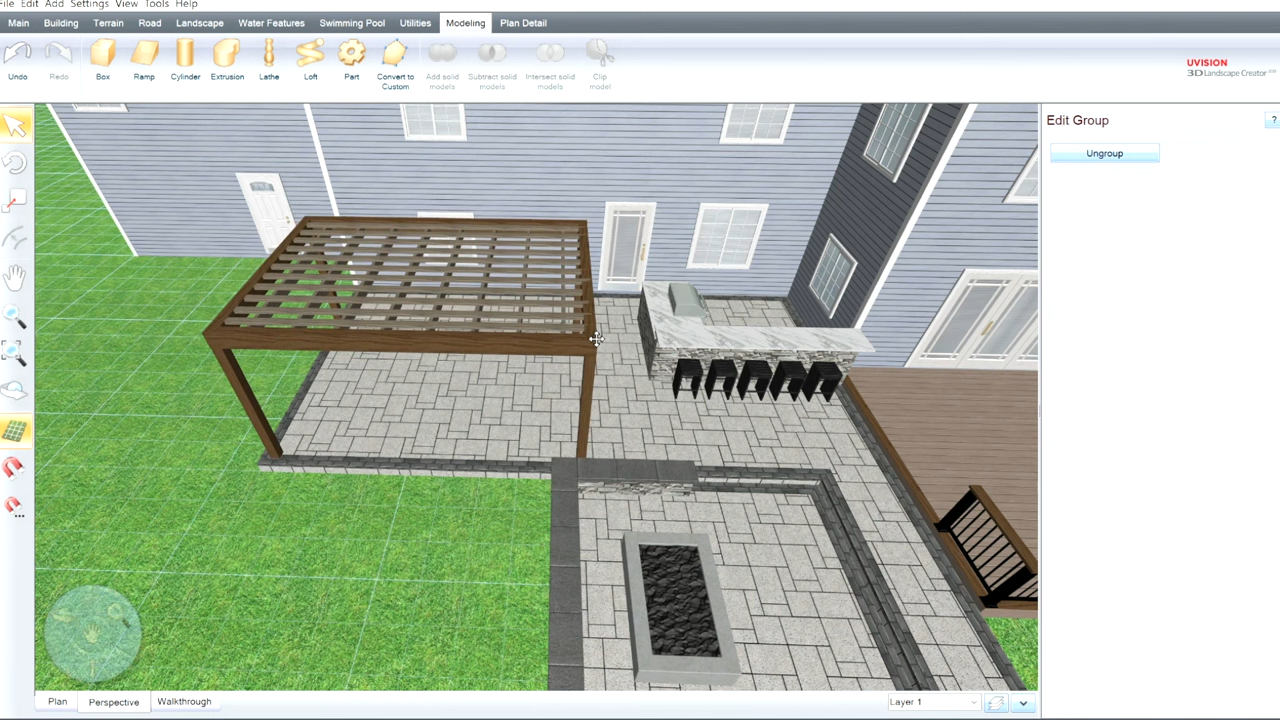 File Edit Add Settings View Tools Help
Main Building Terrain Road Landscape Water Features Swimming Pool Utilities Modeling Plan Detail
Undo Redo Box Ramp Cylinder Extrusion Lathe Loft Part Convert to Custom Add solid models Subtract solid models Intersect solid models Clip model
UVISION
3DLandscape Creator
Edit Group
?
Ungroup
Plan Perspective Walkthrough
Layer 1